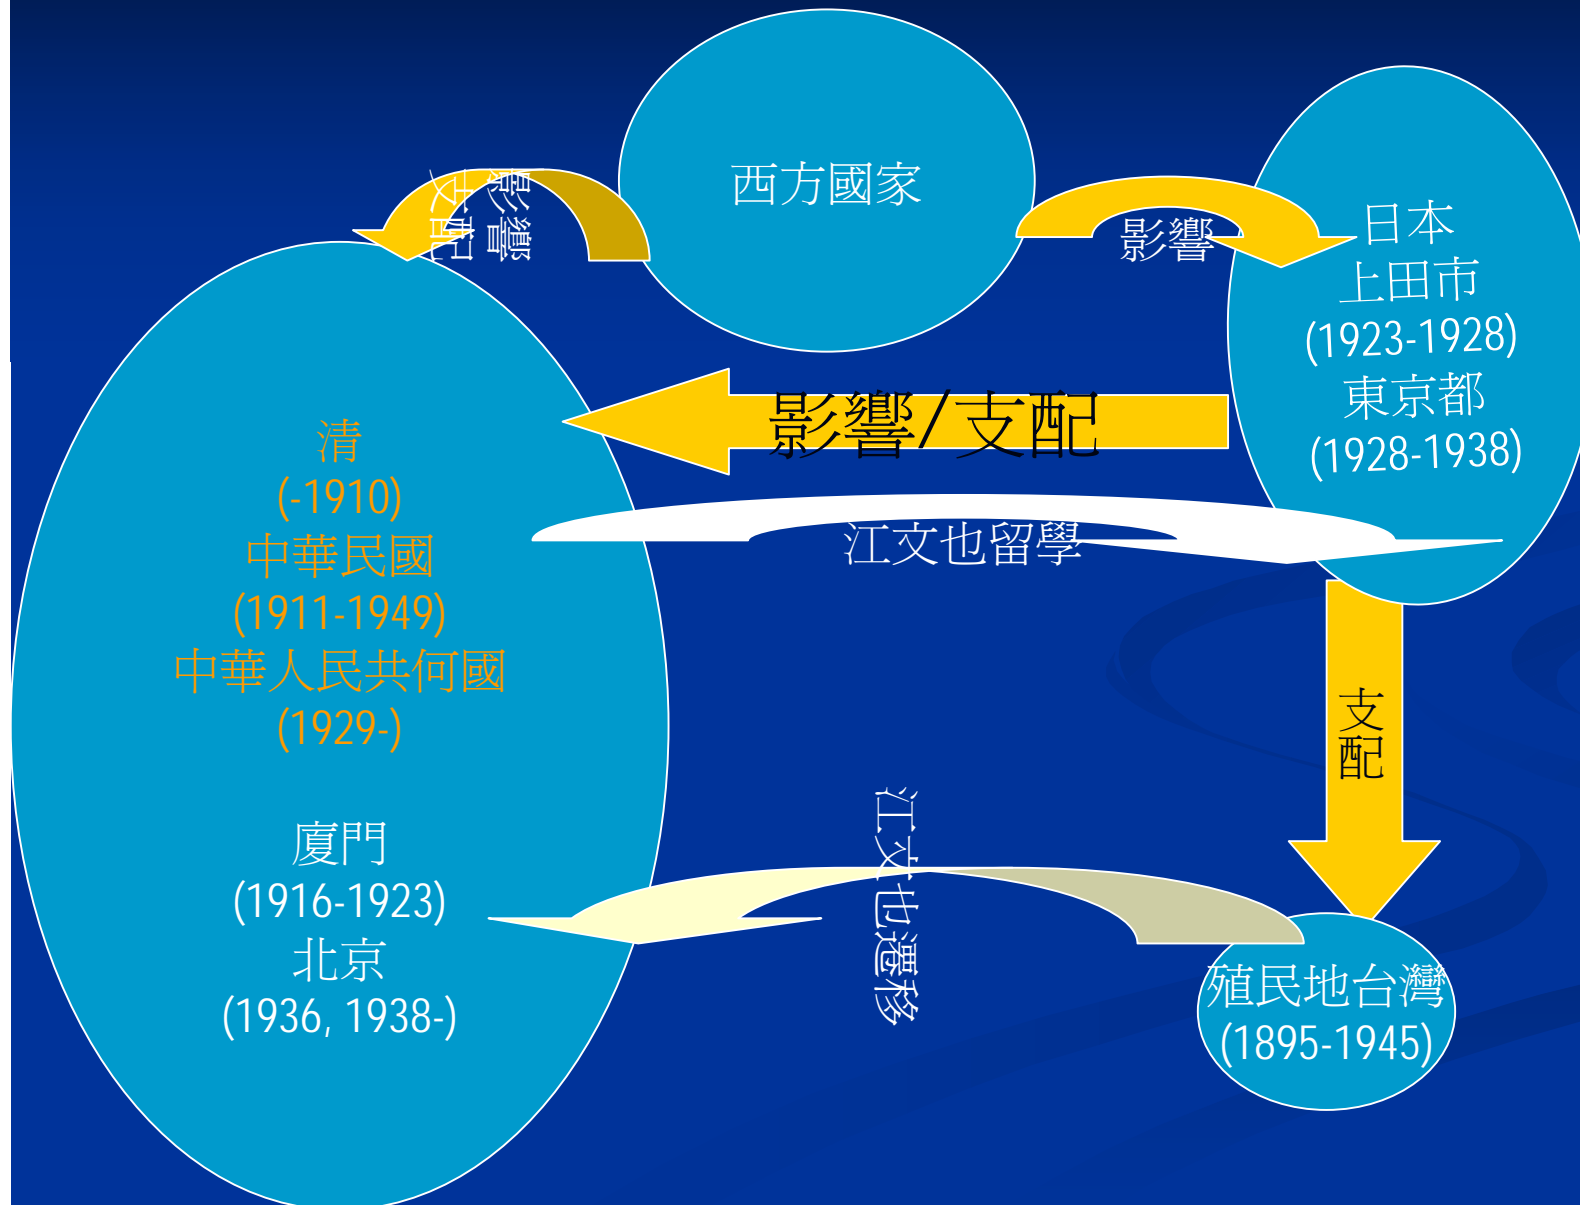 西方國家
影響
支配
影響
日本
上田市
(1923-1928)
東京都
(1928-1938)
影響/支配
清
(-1910)
中華民國
(1911-1949)
中華人民共何國
(1929-)
江文也留學
支配
廈門
(1916-1923)
北京
(1936, 1938-)
江文也遷移
殖民地台灣
(1895-1945)